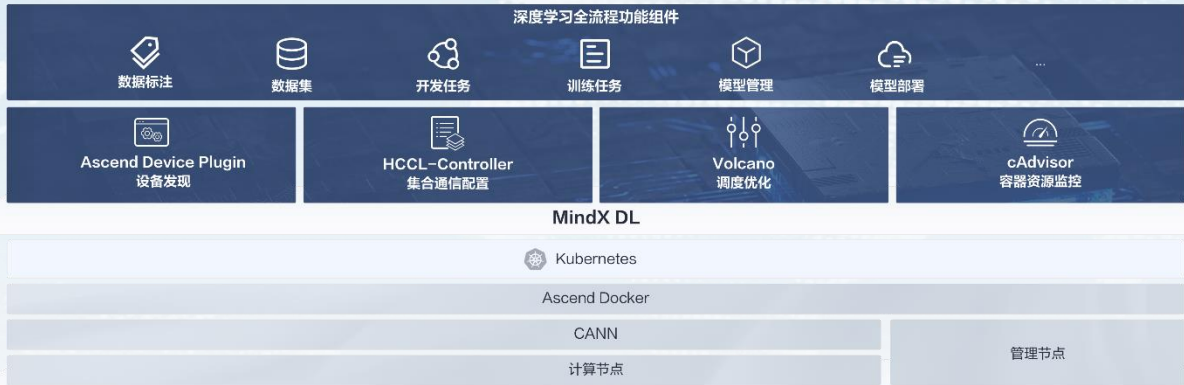 深度学习全流程功能组件
数据标注
数据集
开发任务
训练任务
模型管理
模型部署
...
Ascend Device Plugin
设备发现
HCCL-Controller
集合通信配置
Volcano
调度优化
cAdvisor
容器资源监控
MindX DL
Kubernetes
Ascend Docker
CANN
管理节点
计算节点